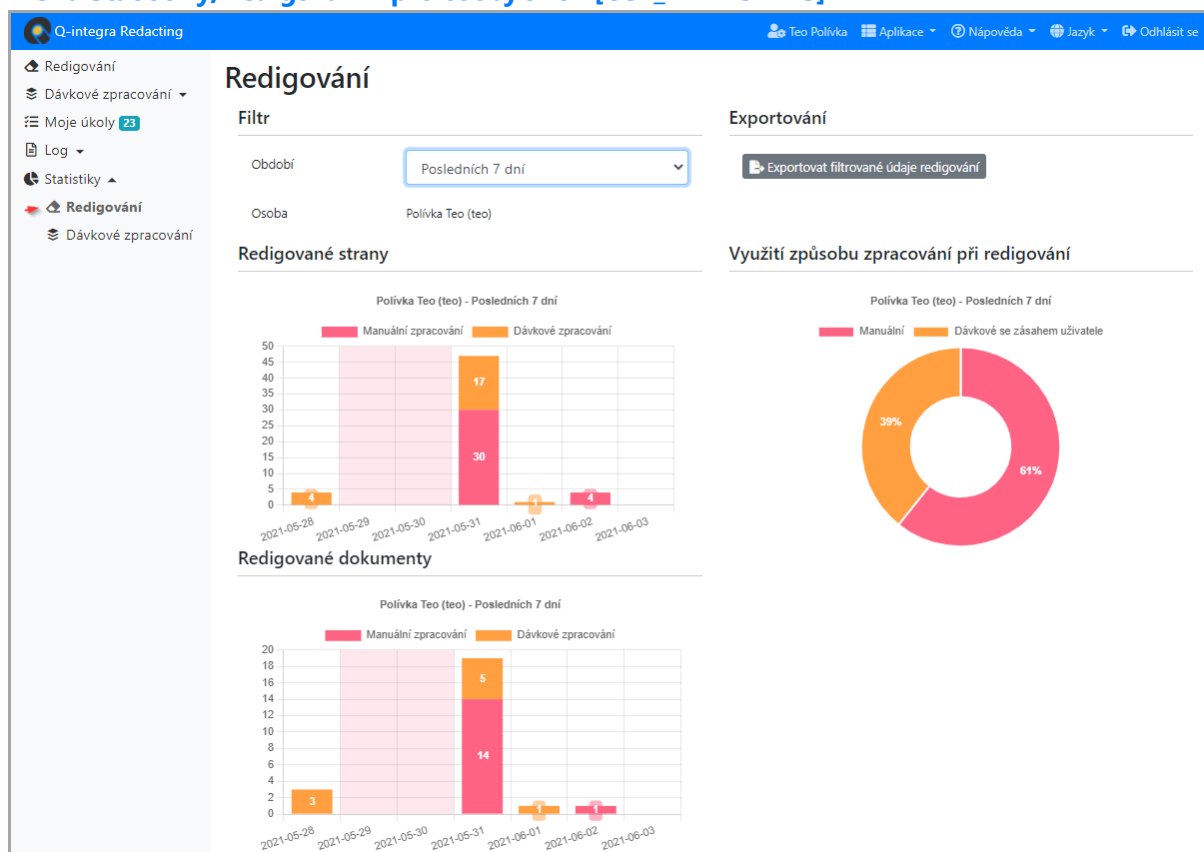 Q-integra Redacting
Teo Polívka Aplikace Nápověda Jazyk Odhlásit se
Redigování
Dávkové zpracování
Moje úkoly 23
Log
Statistiky
Redigování
Dávkové zpracování
Redigování
Filtr
Období Posledních 7 dní
Osoba Polívka Teo (teo)
Exportování
Exportovat filtrované údaje redigování
Redigované strany
Polívka Teo (teo) - Posledních 7 dní
Manuální zpracování Dávkové zpracování
50
45
40
35
30
25
20
15
10
5
0
4
17
30
1
4
2021-05-28 2021-05-29 2021-05-30 2021-05-31 2021-06-01 2021-06-02 2021-06-03
Využití způsobu zpracování při redigování
Polívka Teo (teo) - Posledních 7 dní
Manuální Dávkové se zásahem uživatele
39%
61%
Redigované dokumenty
Polívka Teo (teo) - Posledních 7 dní
Manuální zpracování Dávkové zpracování
20
18
16
14
12
10
8
6
4
2
0
3
5
14
1
1
2021-05-28 2021-05-29 2021-05-30 2021-05-31 2021-06-01 2021-06-02 2021-06-03